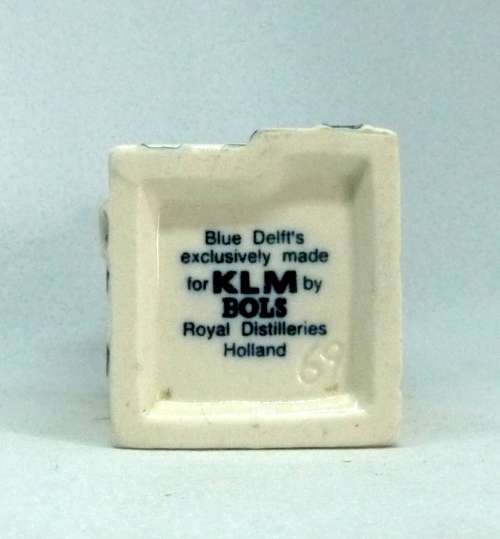 Blue Delft's
exclusively made
for KLM by
BOLS
Royal Distilleries
Holland
69